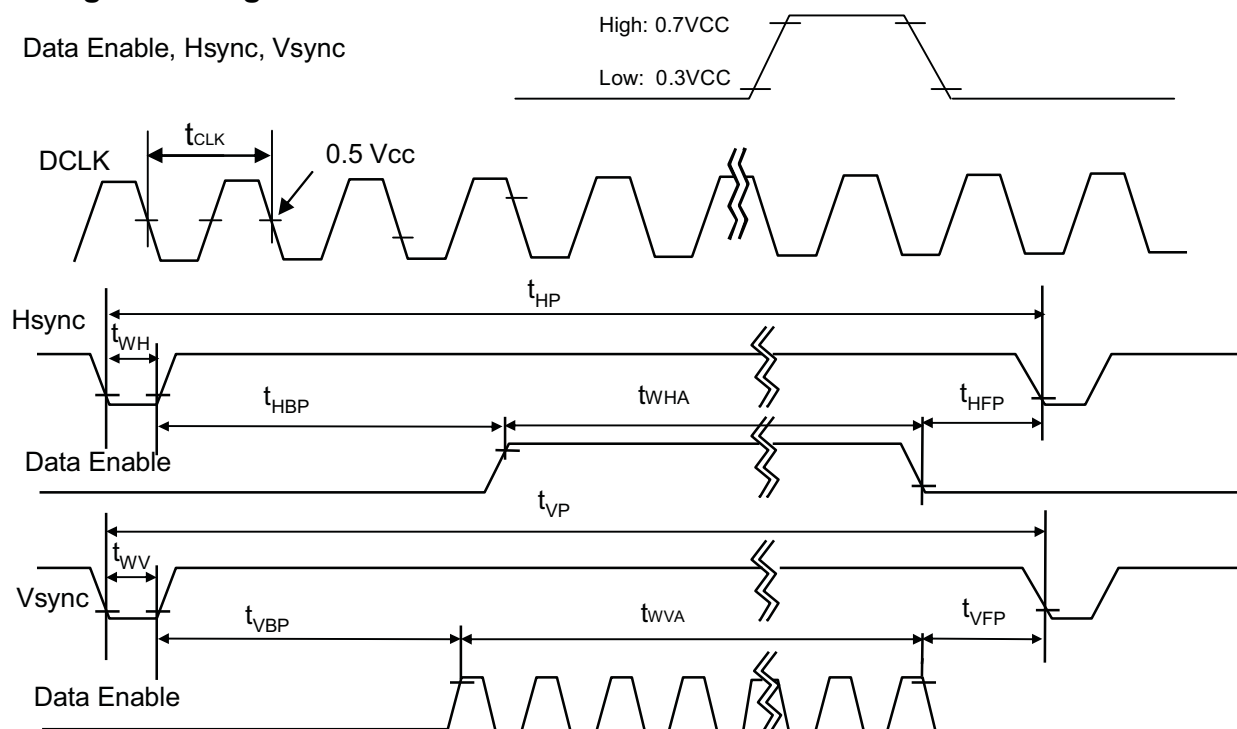 Data Enable, Hsync, Vsync
High: 0.7VCC
Low: 0.3VCC
tCLK
DCLK
0.5 Vcc
tHP
Hsync
tWH
tHBP
tWHA
tHFP
Data Enable
tVP
tWV
Vsync
tVBP
tWVA
tVFP
Data Enable